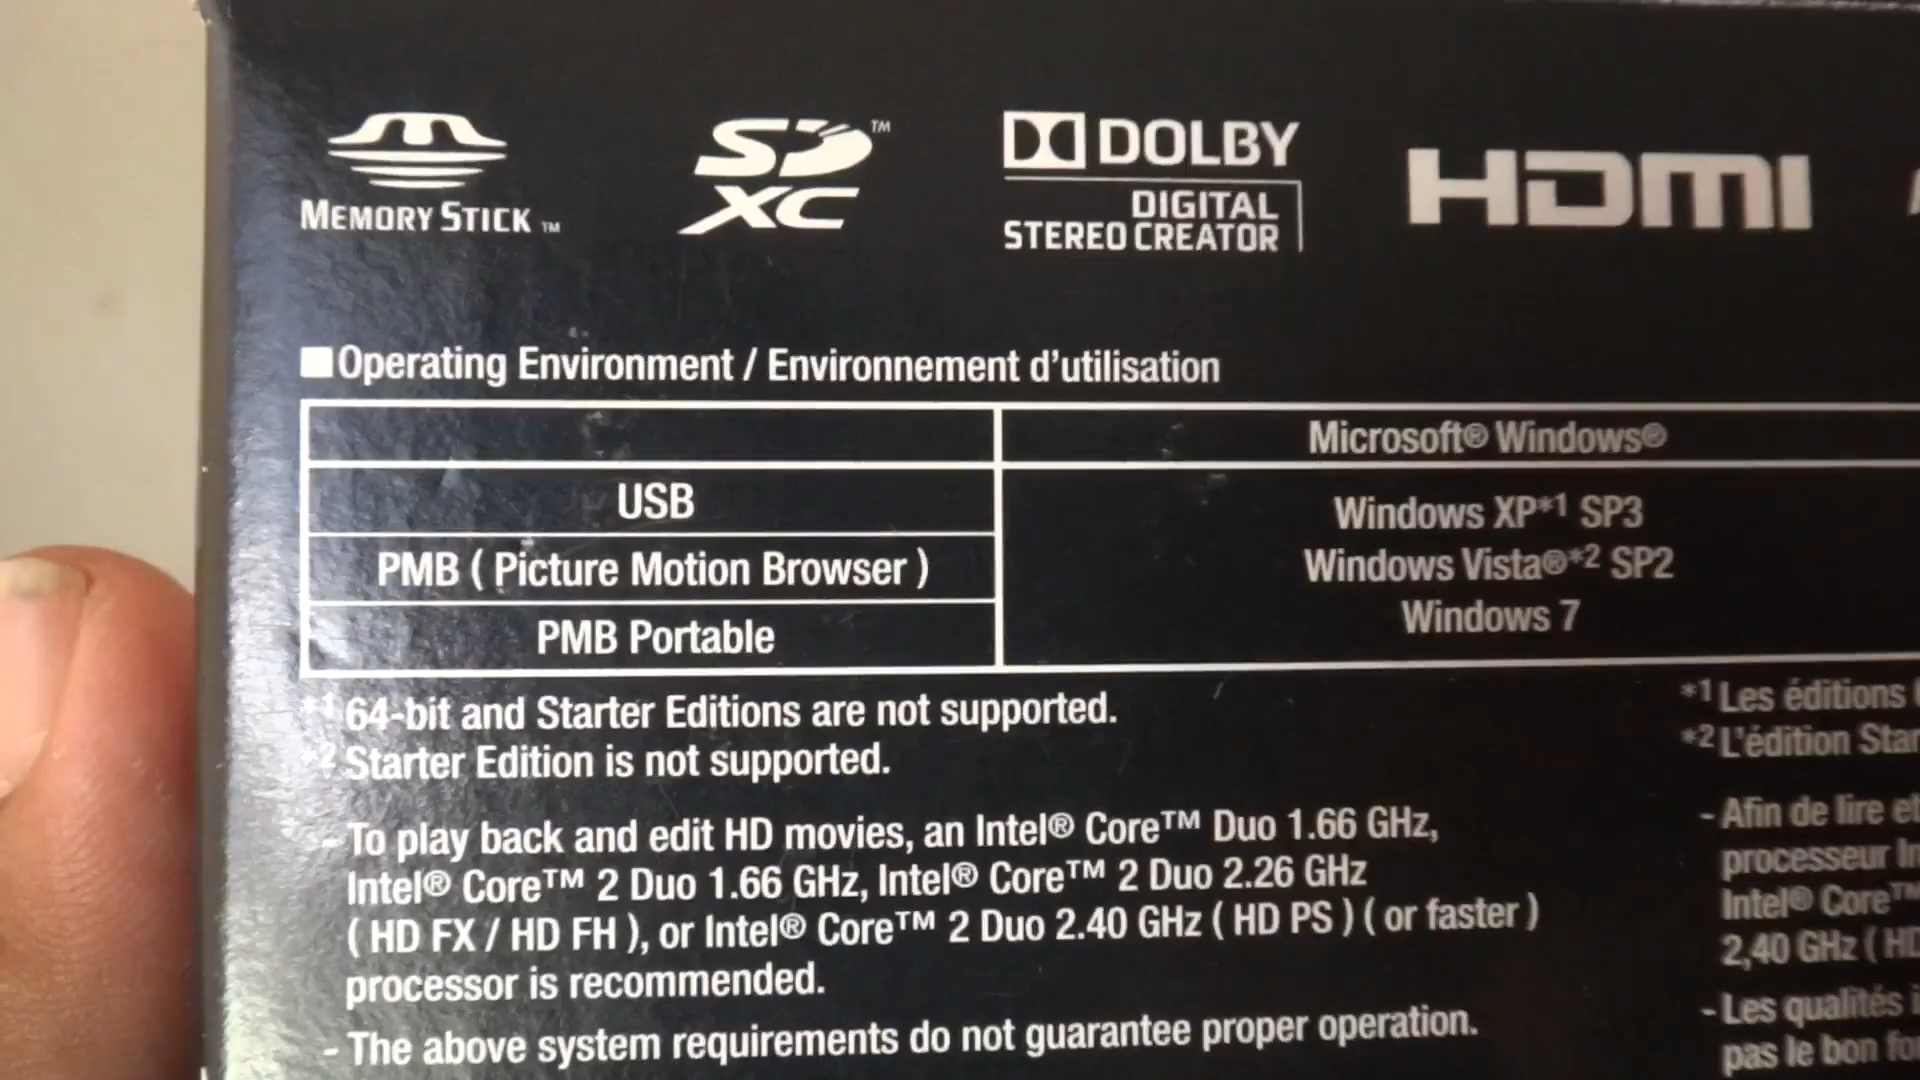 MEMORY STICK ™
SD ™
XC
DOLBY
DIGITAL
STEREO CREATOR
HDMI
■Operating Environment / Environnement d'utilisation
Microsoft® Windows®
USB
PMB ( Picture Motion Browser )
PMB Portable
Windows XP*1 SP3
Windows Vista®*2 SP2
Windows 7
*1 64-bit and Starter Editions are not supported.
*2 Starter Edition is not supported.
- To play back and edit HD movies, an Intel® Core™ Duo 1.66 GHz,
Intel® Core™ 2 Duo 1.66 GHz, Intel® Core™ 2 Duo 2.26 GHz
( HD FX / HD FH ), or Intel® Core™ 2 Duo 2.40 GHz ( HD PS ) ( or faster )
processor is recommended.
- The above system requirements do not guarantee proper operation.
*1 Les éditions
*2 L'édition
- Afin de lire et
processeur
Intel® Core™
2,40 GHz ( HD
- Les qualités
pas le bon